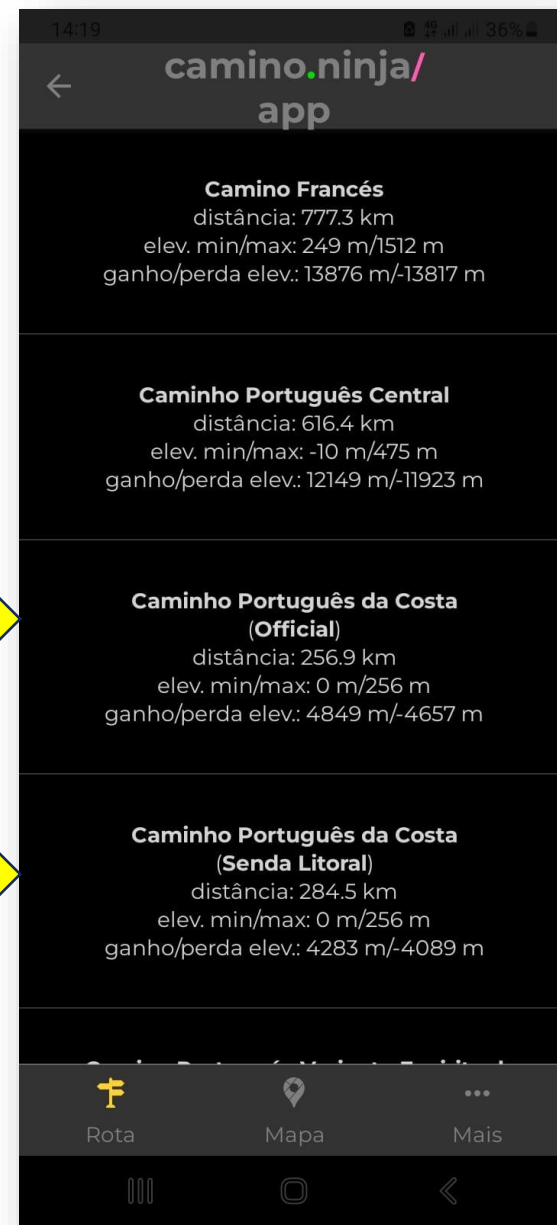 14:19
4G 36%
camino.ninja/
app
Camino Francés
distância: 777.3 km
elev. min/max: 249 m/1512 m
ganho/perda elev.: 13876 m/-13817 m
Caminho Português Central
distância: 616.4 km
elev. min/max: -10 m/475 m
ganho/perda elev.: 12149 m/-11923 m
Caminho Português da Costa
(Official)
distância: 256.9 km
elev. min/max: 0 m/256 m
ganho/perda elev.: 4849 m/-4657 m
Caminho Português da Costa
(Senda Litoral)
distância: 284.5 km
elev. min/max: 0 m/256 m
ganho/perda elev.: 4283 m/-4089 m
Rota
Mapa
Mais